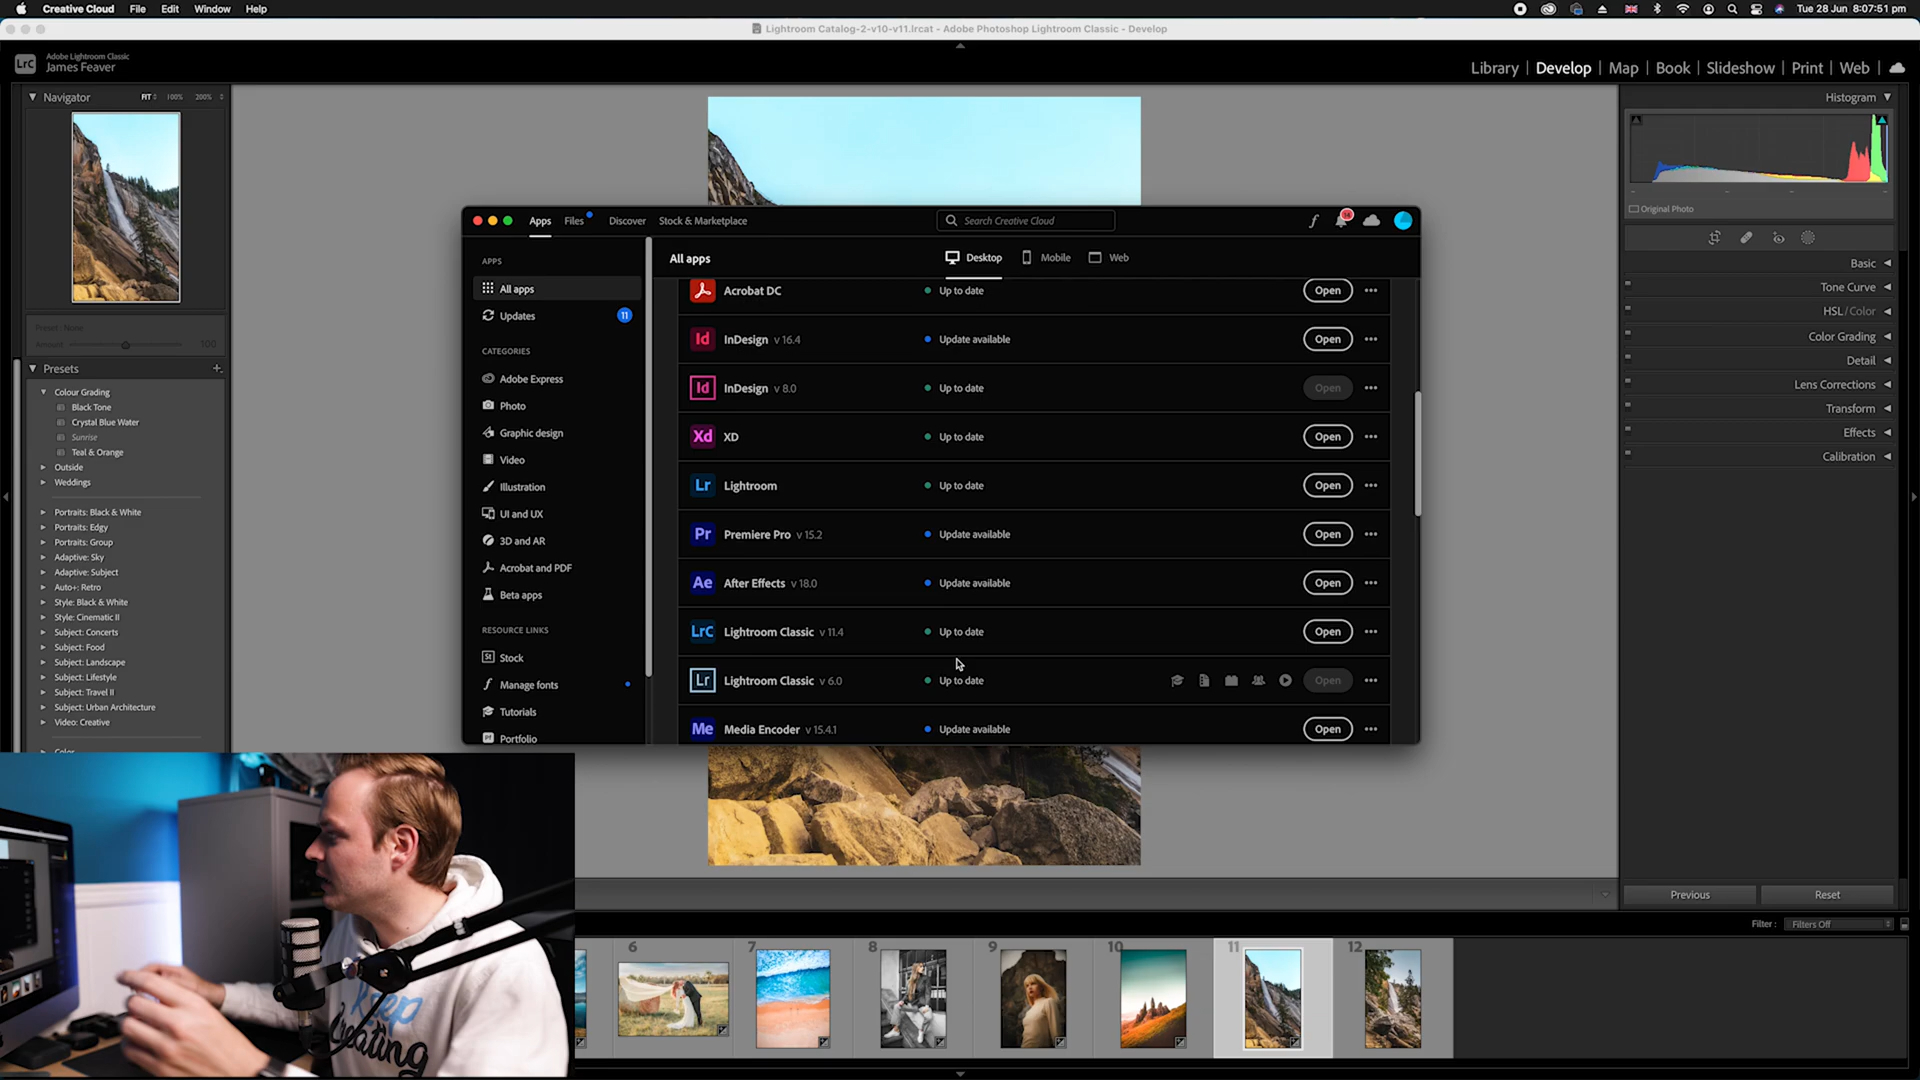 Creative Cloud File Edit Window Help
Tue 28 Jun 8:07:51 pm
Lightroom Catalog-2-v10-v11.lrcat - Adobe Photoshop Lightroom Classic - Develop
LrC
Adobe Lightroom Classic
James Feaver
Library | Develop | Map | Book | Slideshow | Print | Web |
Navigator FIT 100% 200%
Preset: None
Amount 100
Presets +
Colour Grading
Black Tone
Crystal Blue Water
Sunrise
Teal & Orange
Outside
Weddings
Portraits: Black & White
Portraits: Edgy
Portraits: Group
Adaptive: Sky
Adaptive: Subject
Auto+: Retro
Style: Black & White
Style: Cinematic II
Subject: Concerts
Subject: Food
Subject: Landscape
Subject: Lifestyle
Subject: Travel II
Subject: Urban Architecture
Video: Creative
Color
Apps Files Discover Stock & Marketplace
Search Creative Cloud
APPS
All apps
Updates 11
CATEGORIES
Adobe Express
Photo
Graphic design
Video
Illustration
UI and UX
3D and AR
Acrobat and PDF
Beta apps
RESOURCE LINKS
St Stock
Manage fonts
Tutorials
Portfolio
All apps
Desktop Mobile Web
Acrobat DC Up to date Open
Id InDesign v 16.4 Update available Open
Id InDesign v 8.0 Up to date Open
Xd XD Up to date Open
Lr Lightroom Up to date Open
Pr Premiere Pro v 15.2 Update available Open
Ae After Effects v 18.0 Update available Open
LrC Lightroom Classic v 11.4 Up to date Open
Lr Lightroom Classic v 6.0 Up to date Open
Me Media Encoder v 15.4.1 Update available Open
Histogram
Original Photo
Basic
Tone Curve
HSL / Color
Color Grading
Detail
Lens Corrections
Transform
Effects
Calibration
Previous Reset
Filter: Filters Off
6 7 8 9 10 11 12
keep
creating